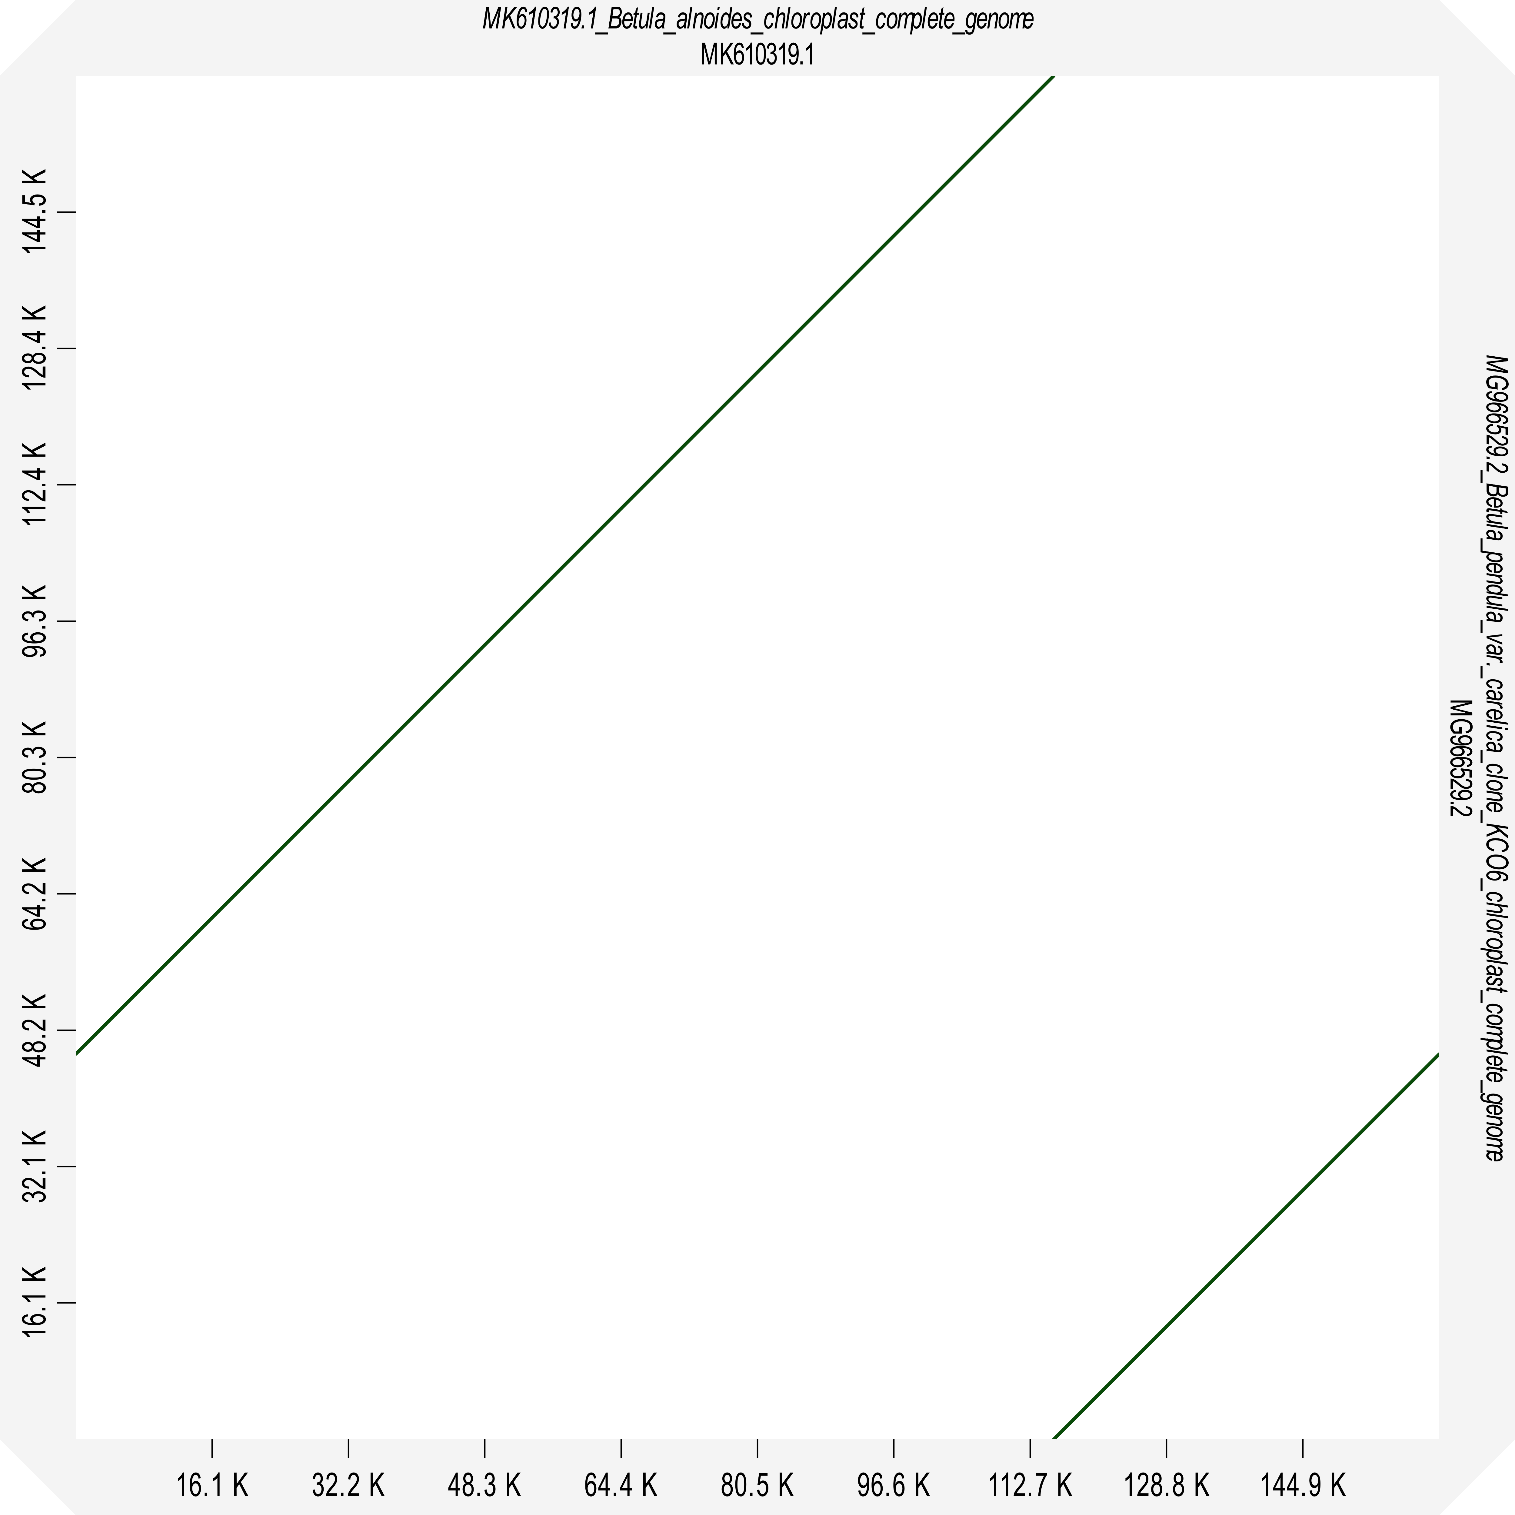 MK610319.1_Betula_alnoides_chloroplast_complete_genome
MK610319.1
144.5 K
128.4 K
112.4 K
96.3 K
80.3 K
64.2 K
48.2 K
32.1 K
16.1 K
MG966529.2_Betula_pendula_var._carelica_clone_KCO6_chloroplast_complete_genome
MG966529.2
16.1 K
32.2 K
48.3 K
64.4 K
80.5 K
96.6 K
112.7 K
128.8 K
144.9 K